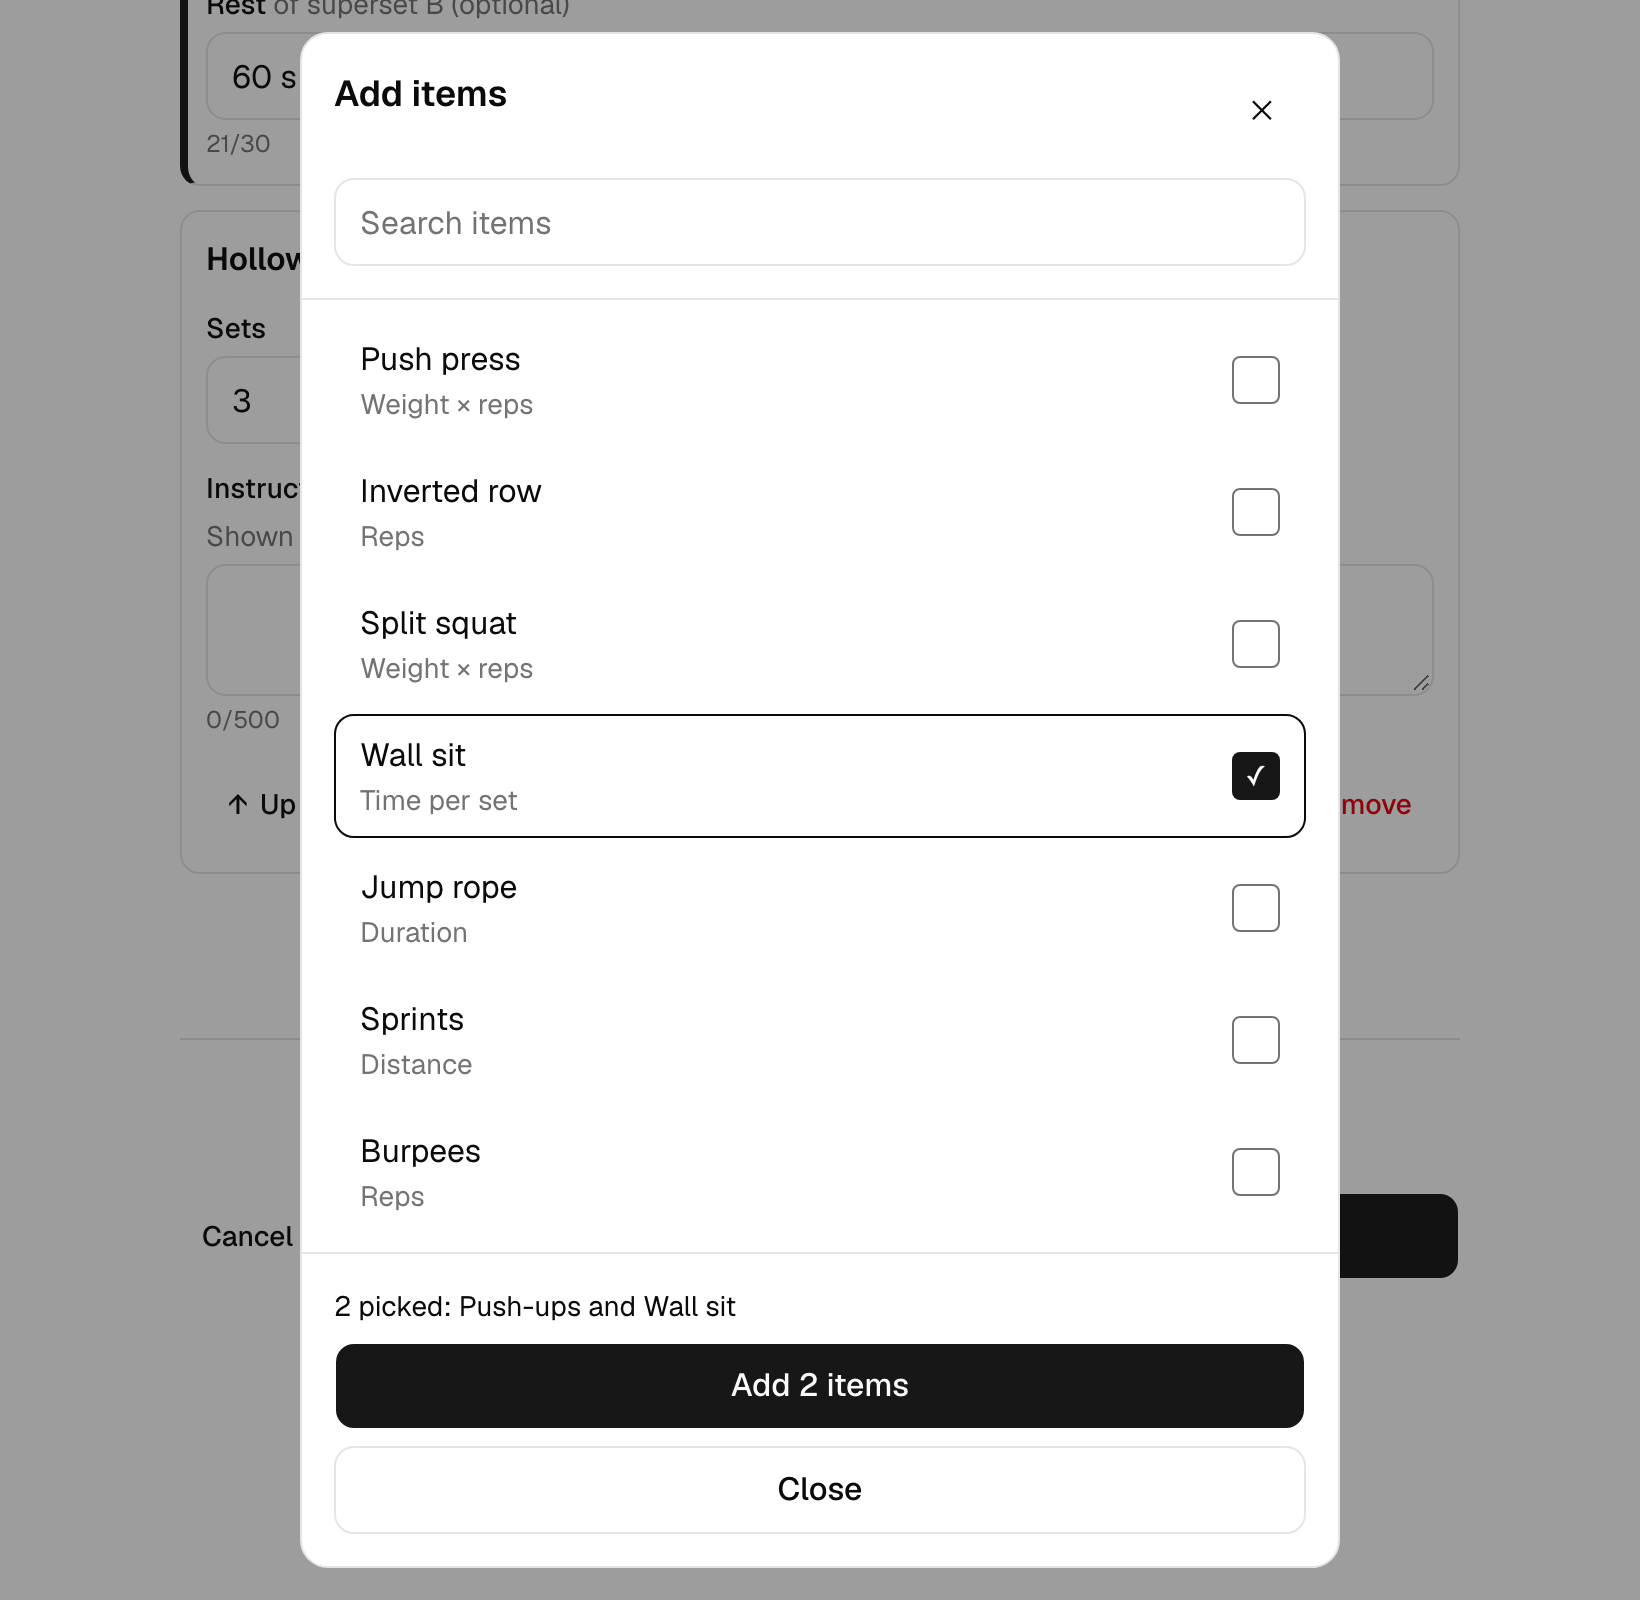 Rest of superset B (optional)
60 s
21/30
Hollow
Sets
3
Instruct
Shown
0/500
↑ Up
move
Cancel
Add items
Search items
Push press
Weight × reps
Inverted row
Reps
Split squat
Weight × reps
Wall sit
Time per set
Jump rope
Duration
Sprints
Distance
Burpees
Reps
2 picked: Push-ups and Wall sit
Add 2 items
Close